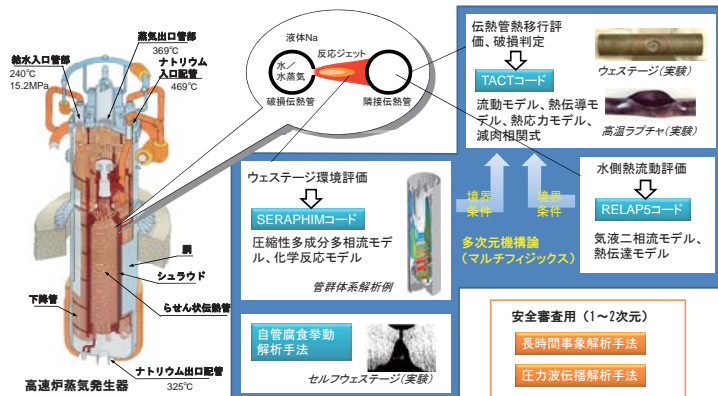 蒸気出口管部
369℃
給水入口管部
240℃
15.2MPa
ナトリウム
入口配管
469℃
胴
シュラウド
下降管
らせん状伝熱管
ナトリウム出口配管
325℃
高速炉蒸気発生器
液体Na
反応ジェット
水/
水蒸気
破損伝熱管
隣接伝熱管
伝熱管熱移行評
価、破損判定
TACTコード
流動モデル、熱伝導モ
デル、熱応力モデル、
減肉相関式
ウェステージ（実験）
高温ラプチャ（実験）
ウェステージ環境評価
SERAPHIMコード
圧縮性多成分多相流モデ
ル、化学反応モデル
管群体系解析例
境界
条件
境界
条件
多次元機構論
（マルチフィジックス）
水側熱流動評価
RELAP5コード
気液二相流モデル、
熱伝達モデル
自管腐食挙動
解析手法
セルフウェステージ（実験）
安全審査用（1～2次元）
長時間事象解析手法
圧力波伝播解析手法